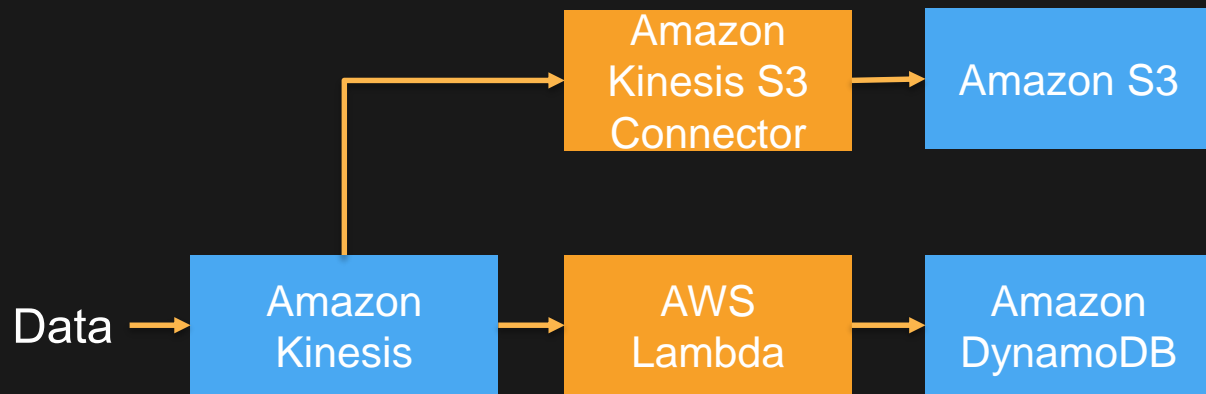 Amazon
Kinesis S3
Connector
Amazon S3
Data
Amazon
Kinesis
AWS
Lambda
Amazon
DynamoDB